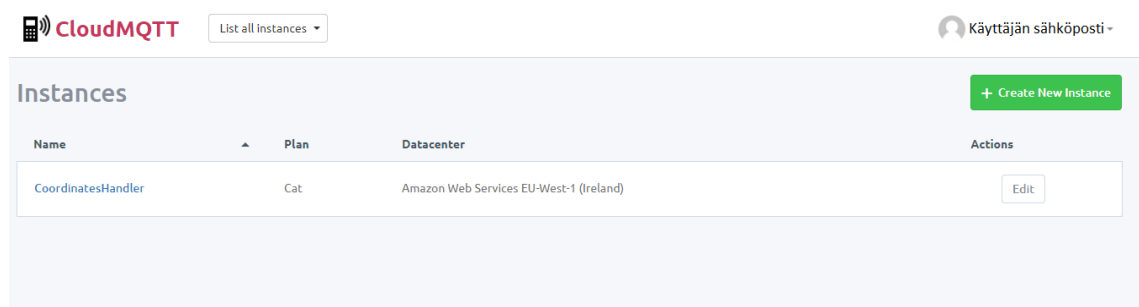 CloudMQTT List all instances Käyttäjän sähköposti
Instances + Create New Instance
Name Plan Datacenter Actions
CoordinatesHandler Cat Amazon Web Services EU-West-1 (Ireland) Edit